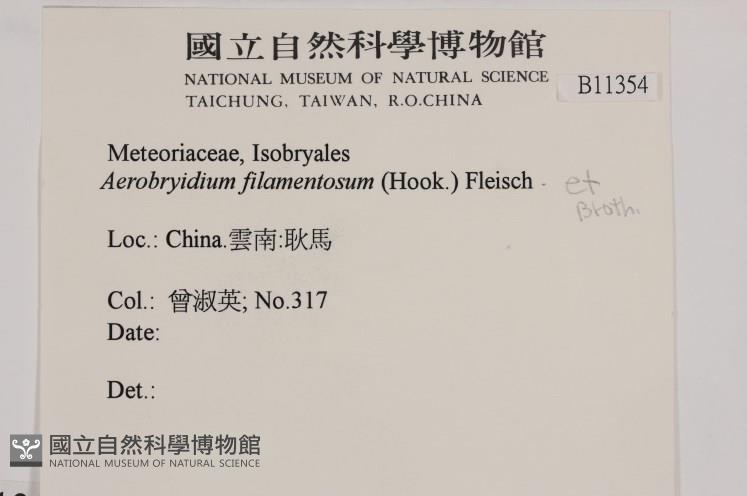 國立自然科學博物館
NATIONAL MUSEUM OF NATURAL SCIENCE
TAICHUNG, TAIWAN, R.O.CHINA
B11354
Meteoriaceae, Isobryales
Aerobryidium filamentosum (Hook.) Fleisch. et
Broth.
Loc.: China.雲南:耿馬
Col.: 曾淑英; No.317
Date:
Det.:
國立自然科學博物館
NATIONAL MUSEUM OF NATURAL SCIENCE